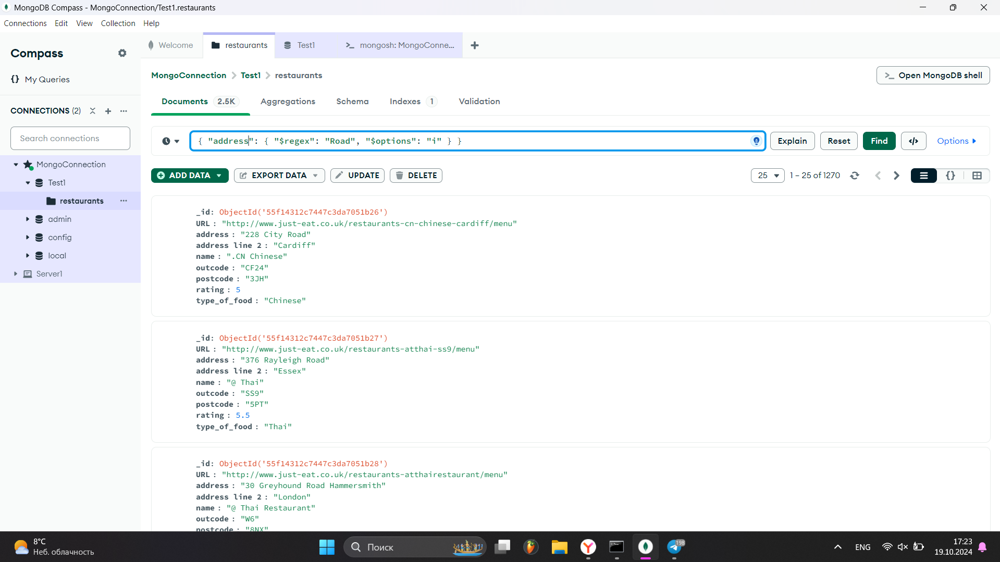 MongoDB Compass - MongoConnection/Test1.restaurants
Connections Edit View Collection Help
Compass
My Queries
CONNECTIONS (2)
Search connections
MongoConnection
Test1
restaurants
admin
config
local
Server1
Welcome restaurants Test1 mongosh: MongoConne...
MongoConnection > Test1 > restaurants
>_ Open MongoDB shell
Documents 2.5K Aggregations Schema Indexes 1 Validation
{ "address": { "$regex": "Road", "$options": "i" } }
Explain Reset Find </> Options
ADD DATA EXPORT DATA UPDATE DELETE
25 1 – 25 of 1270 {}
_id: ObjectId('55f14312c7447c3da7051b26')
URL : "http://www.just-eat.co.uk/restaurants-cn-chinese-cardiff/menu"
address : "228 City Road"
address line 2 : "Cardiff"
name : ".CN Chinese"
outcode : "CF24"
postcode : "3JH"
rating : 5
type_of_food : "Chinese"
_id: ObjectId('55f14312c7447c3da7051b27')
URL : "http://www.just-eat.co.uk/restaurants-atthai-ss9/menu"
address : "376 Rayleigh Road"
address line 2 : "Essex"
name : "@ Thai"
outcode : "SS9"
postcode : "5PT"
rating : 5.5
type_of_food : "Thai"
_id: ObjectId('55f14312c7447c3da7051b28')
URL : "http://www.just-eat.co.uk/restaurants-atthairestaurant/menu"
address : "30 Greyhound Road Hammersmith"
address line 2 : "London"
name : "@ Thai Restaurant"
outcode : "W6"
postcode : "8NX"
8°C
Неб. облачность
Поиск
198
ENG
17:23
19.10.2024